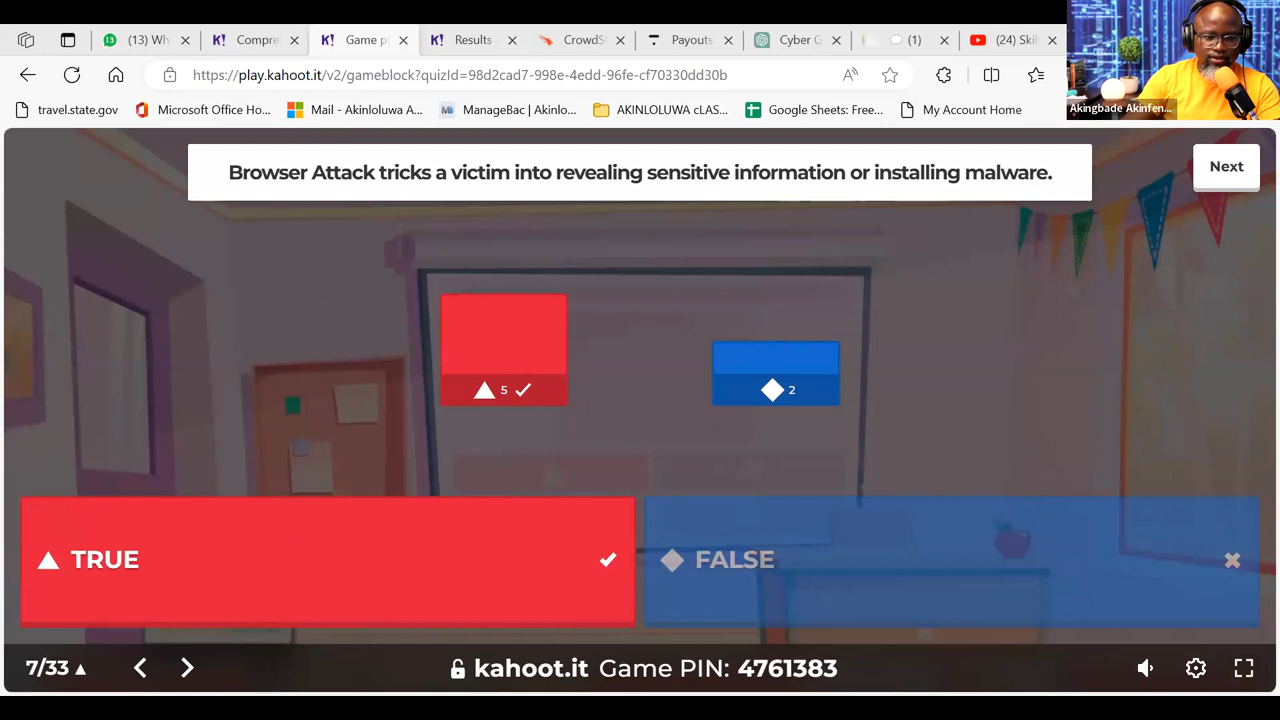 (13) Wh
Compre
Game p
Results
CrowdS
Payouts
Cyber G
(1)
(24) Skil
https://play.kahoot.it/v2/gameblock?quizId=98d2cad7-998e-4edd-96fe-cf70330dd30b
travel.state.gov
Microsoft Office Ho...
Mail - Akinloluwa A...
ManageBac | Akinlo...
AKINLOLUWA cLAS...
Google Sheets: Free...
My Account Home
Akingbade Akinfen...
Browser Attack tricks a victim into revealing sensitive information or installing malware.
Next
5
2
TRUE
FALSE
7/33
kahoot.it Game PIN: 4761383